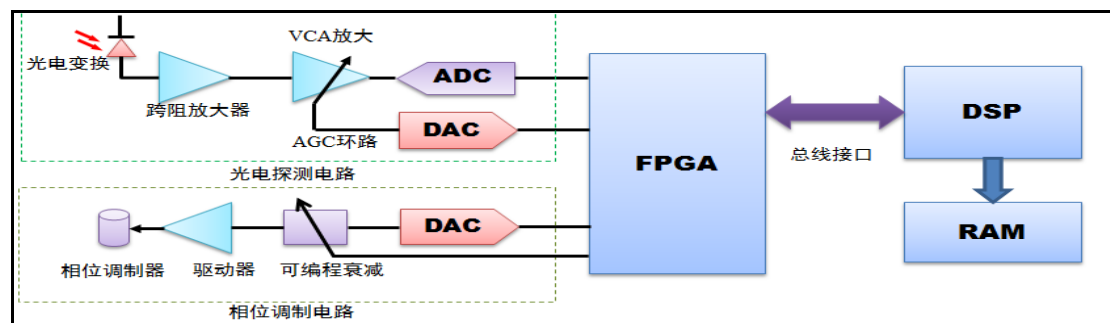 VCA放大
光电变换
ADC
跨阻放大器
AGC环路
DAC
光电探测电路
FPGA
总线接口
DSP
RAM
DAC
相位调制器
驱动器
可编程衰减
相位调制电路